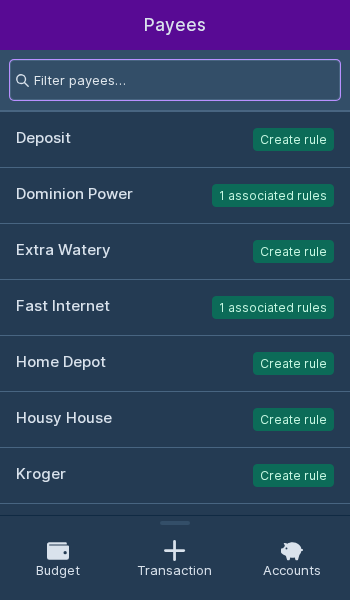 Payees
Filter payees...
Deposit Create rule
Dominion Power 1 associated rules
Extra Watery Create rule
Fast Internet 1 associated rules
Home Depot Create rule
Housy House Create rule
Kroger Create rule
Budget Transaction Accounts